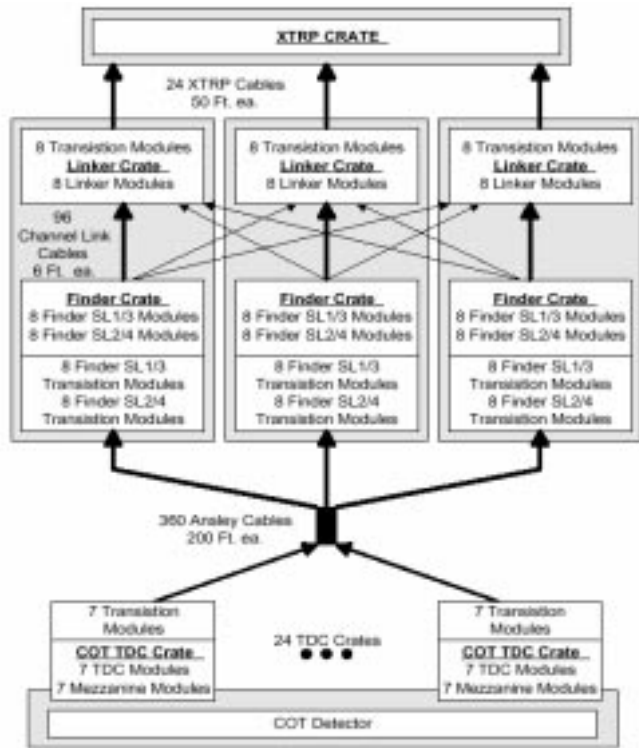 XTRP CRATE
24 XTRP Cables
50 Ft. ea.
8 Transistion Modules
Linker Crate
8 Linker Modules
8 Transistion Modules
Linker Crate
8 Linker Modules
8 Transistion Modules
Linker Crate
8 Linker Modules
96
Channel Link
Cables
6 Ft. ea.
Finder Crate
8 Finder SL1/3 Modules
8 Finder SL2/4 Modules
8 Finder SL1/3
Transistion Modules
8 Finder SL2/4
Transistion Modules
Finder Crate
8 Finder SL1/3 Modules
8 Finder SL2/4 Modules
8 Finder SL1/3
Transistion Modules
8 Finder SL2/4
Transistion Modules
Finder Crate
8 Finder SL1/3 Modules
8 Finder SL2/4 Modules
8 Finder SL1/3
Transistion Modules
8 Finder SL2/4
Transistion Modules
360 Ansley Cables
200 Ft. ea.
7 Transistion
Modules
COT TDC Crate
7 TDC Modules
7 Mezzanine Modules
24 TDC Crates
7 Transistion
Modules
COT TDC Crate
7 TDC Modules
7 Mezzanine Modules
COT Detector